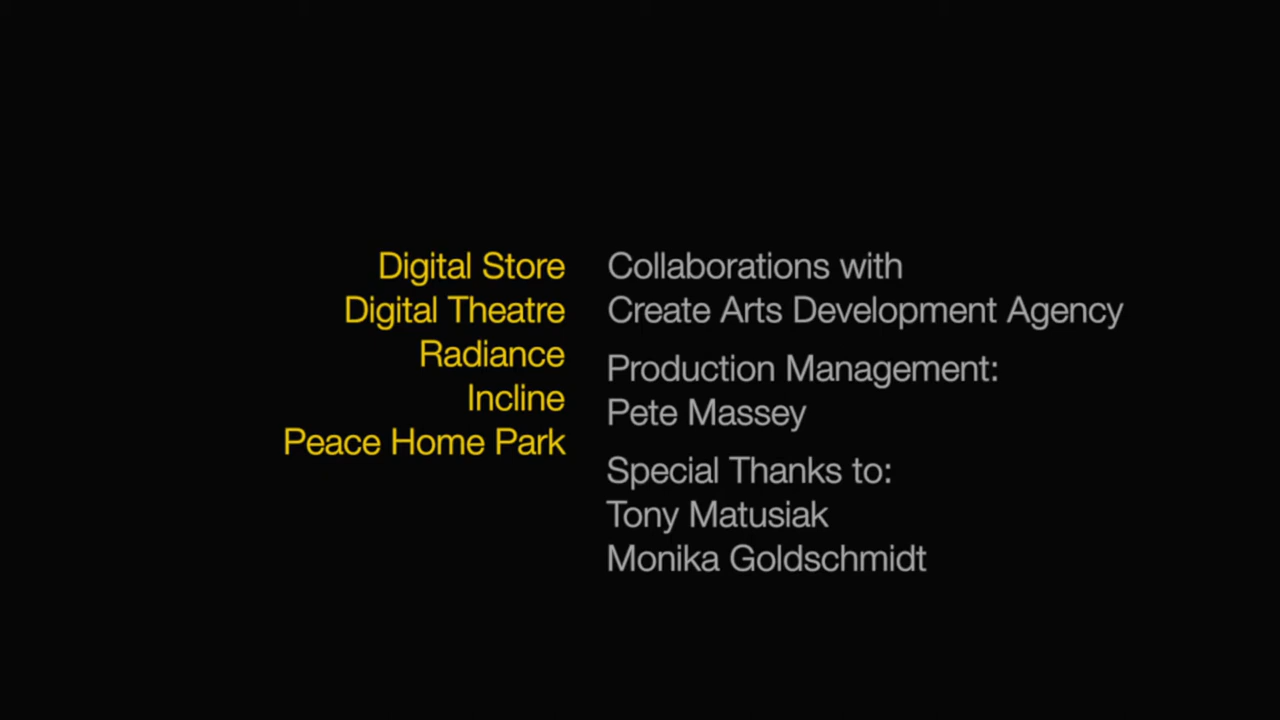 Digital Store
Digital Theatre
Radiance
Incline
Peace Home Park
Collaborations with
Create Arts Development Agency
Production Management:
Pete Massey
Special Thanks to:
Tony Matusiak
Monika Goldschmidt